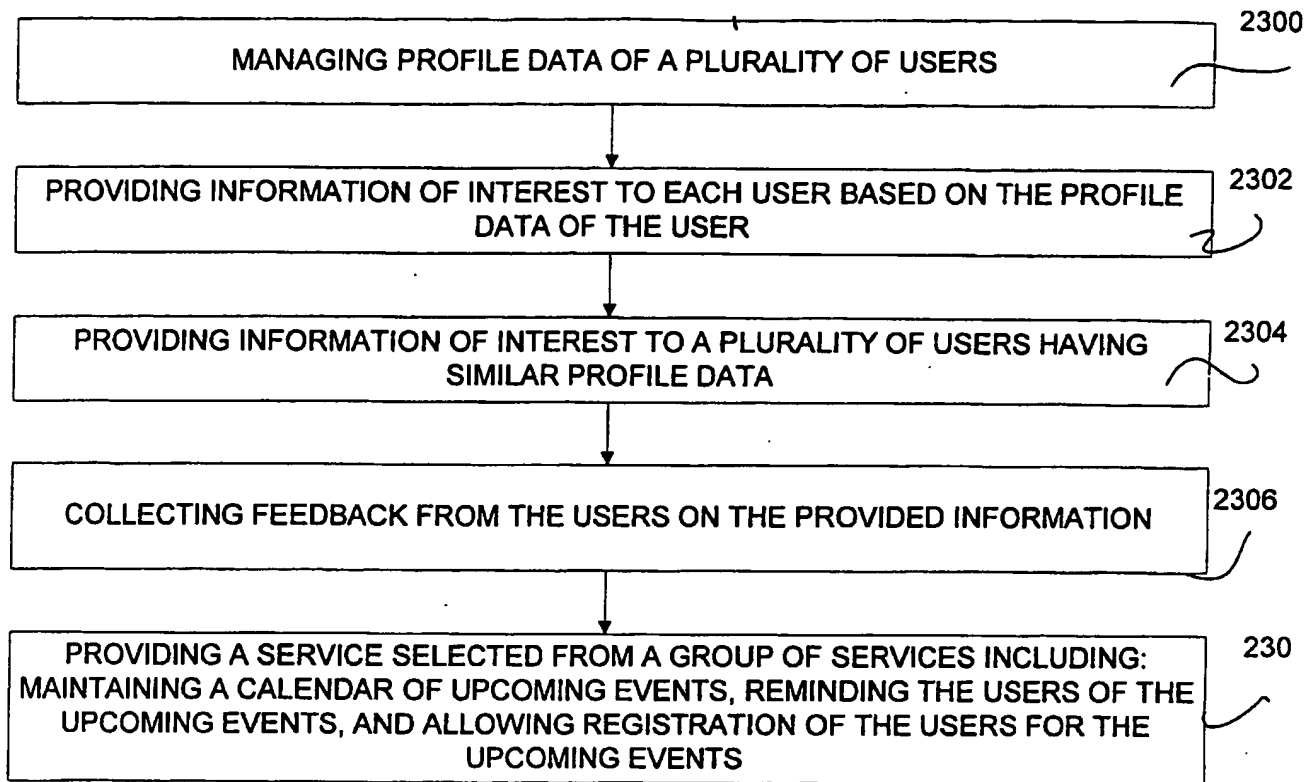 2300
MANAGING PROFILE DATA OF A PLURALITY OF USERS
2302
PROVIDING INFORMATION OF INTEREST TO EACH USER BASED ON THE PROFILE
DATA OF THE USER
2304
PROVIDING INFORMATION OF INTEREST TO A PLURALITY OF USERS HAVING
SIMILAR PROFILE DATA
2306
COLLECTING FEEDBACK FROM THE USERS ON THE PROVIDED INFORMATION
230
PROVIDING A SERVICE SELECTED FROM A GROUP OF SERVICES INCLUDING:
MAINTAINING A CALENDAR OF UPCOMING EVENTS, REMINDING THE USERS OF THE
UPCOMING EVENTS, AND ALLOWING REGISTRATION OF THE USERS FOR THE
UPCOMING EVENTS